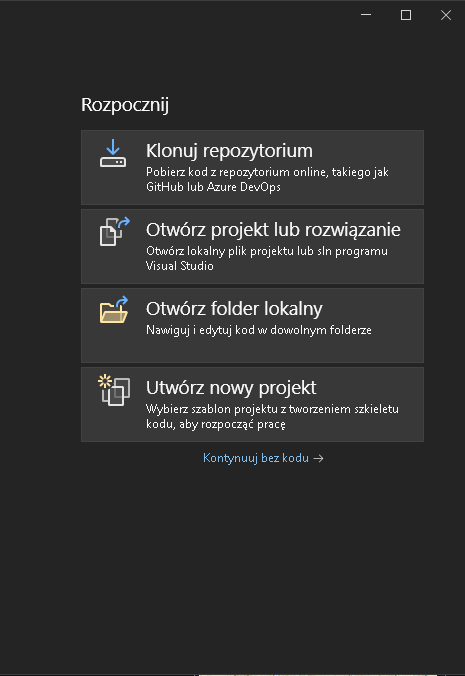 Rozpocznij
Klonuj repozytorium
Pobierz kod z repozytorium online, takiego jak
GitHub lub Azure DevOps
Otwórz projekt lub rozwiązanie
Otwórz lokalny plik projektu lub sln programu
Visual Studio
Otwórz folder lokalny
Nawiguj i edytuj kod w dowolnym folderze
Utwórz nowy projekt
Wybierz szablon projektu z tworzeniem szkieletu
kodu, aby rozpocząć pracę
Kontynuuj bez kodu →